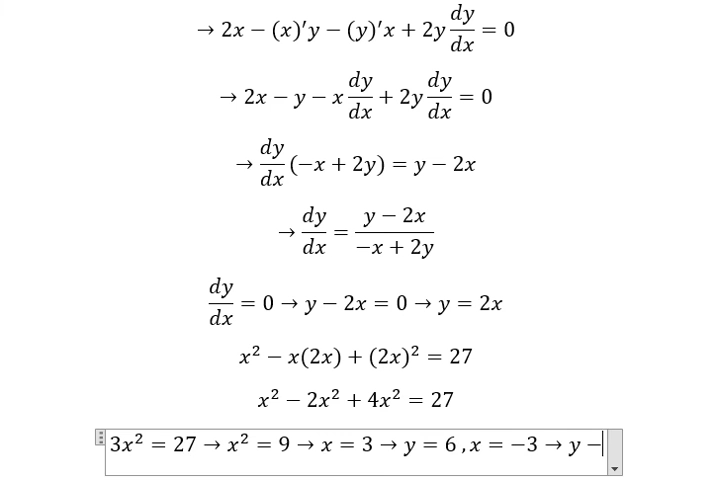 → 2x − (x)′y − (y)′x + 2y dy/dx = 0
→ 2x − y − x dy/dx + 2y dy/dx = 0
→ dy/dx (−x + 2y) = y − 2x
→ dy/dx = (y − 2x)/(−x + 2y)
dy/dx = 0 → y − 2x = 0 → y = 2x
x² − x(2x) + (2x)² = 27
x² − 2x² + 4x² = 27
3x² = 27 → x² = 9 → x = 3 → y = 6 , x = −3 → y −